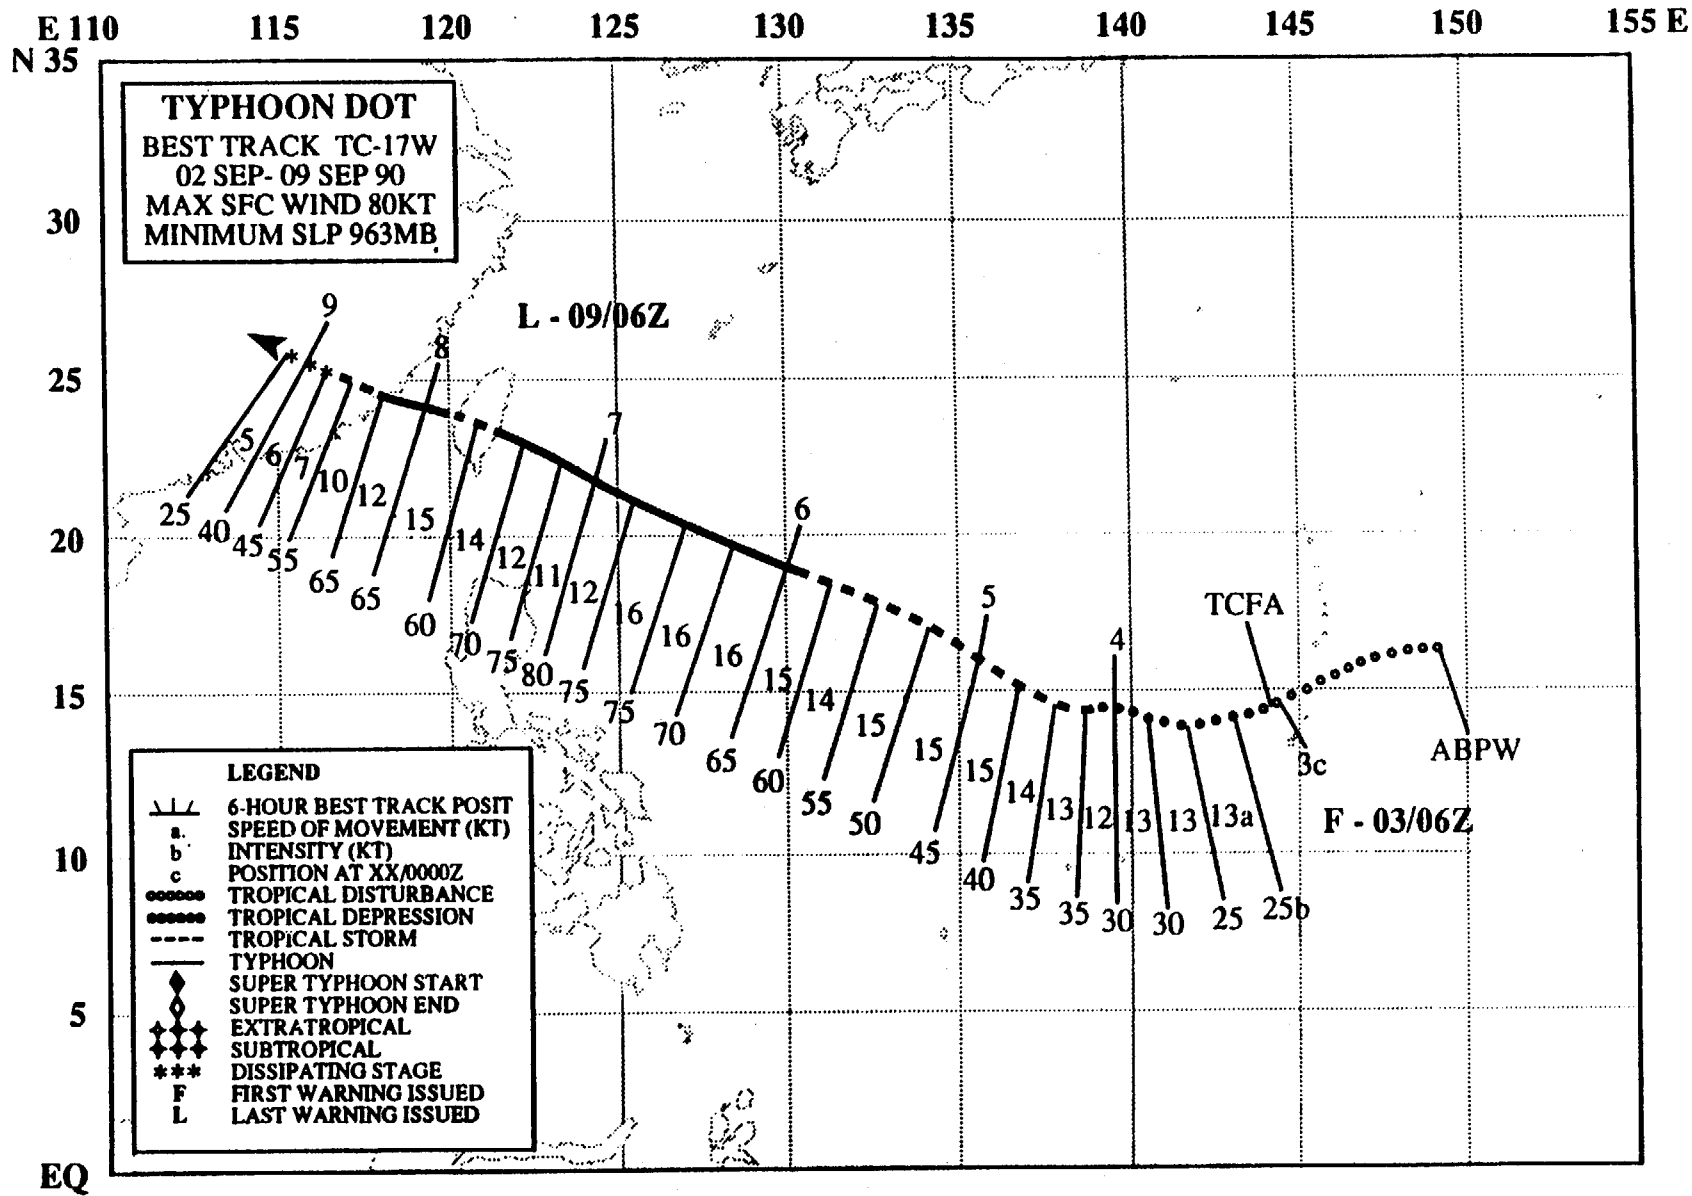 E 110 115 120 125 130 135 140 145 150 155 E
N 35
30
25
20
15
10
5
EQ
TYPHOON DOT
BEST TRACK TC-17W
02 SEP- 09 SEP 90
MAX SFC WIND 80KT
MINIMUM SLP 963MB
L - 09/06Z
9
8
7
6
5
4
3c
TCFA
ABPW
F - 03/06Z
5 6 7 10 12 15 14 12 11 12 16 16 16 15 14 15 15 15 14 13 12 13 13 13a
25 40 45 55 65 65 60 70 75 80 75 75 70 65 60 55 50 45 40 35 35 30 30 25 25b
LEGEND
6-HOUR BEST TRACK POSIT
a SPEED OF MOVEMENT (KT)
b INTENSITY (KT)
c POSITION AT XX/0000Z
TROPICAL DISTURBANCE
TROPICAL DEPRESSION
TROPICAL STORM
TYPHOON
SUPER TYPHOON START
SUPER TYPHOON END
EXTRATROPICAL
SUBTROPICAL
*** DISSIPATING STAGE
F FIRST WARNING ISSUED
L LAST WARNING ISSUED